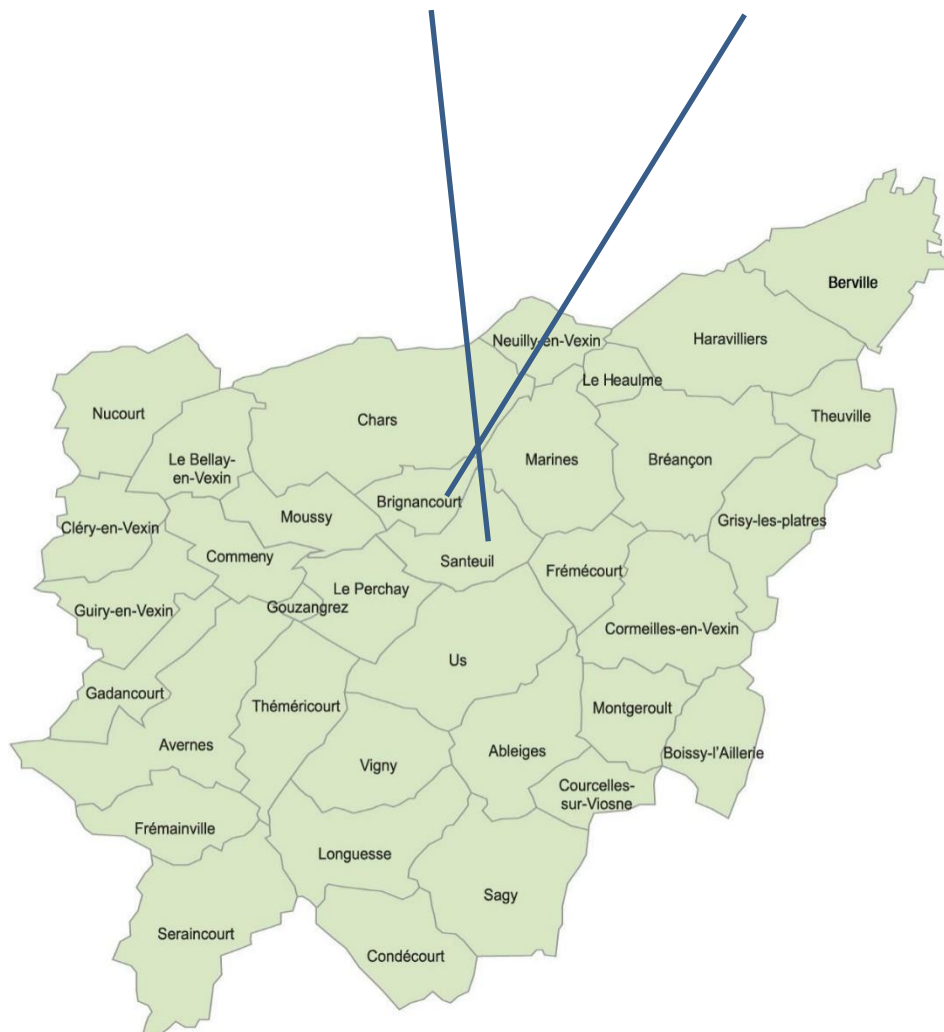 Berville
Neuilly-en-Vexin
Haravilliers
Le Heaulme
Nucourt
Chars
Theuville
Le Bellay-
en-Vexin
Marines
Bréançon
Brignancourt
Moussy
Grisy-les-platres
Cléry-en-Vexin
Commeny
Santeuil
Frémécourt
Le Perchay
Gouzangrez
Guiry-en-Vexin
Cormeilles-en-Vexin
Us
Gadancourt
Théméricourt
Montgeroult
Avernes
Ableiges
Boissy-l'Aillerie
Vigny
Courcelles-
sur-Viosne
Frémainville
Longuesse
Sagy
Seraincourt
Condécourt